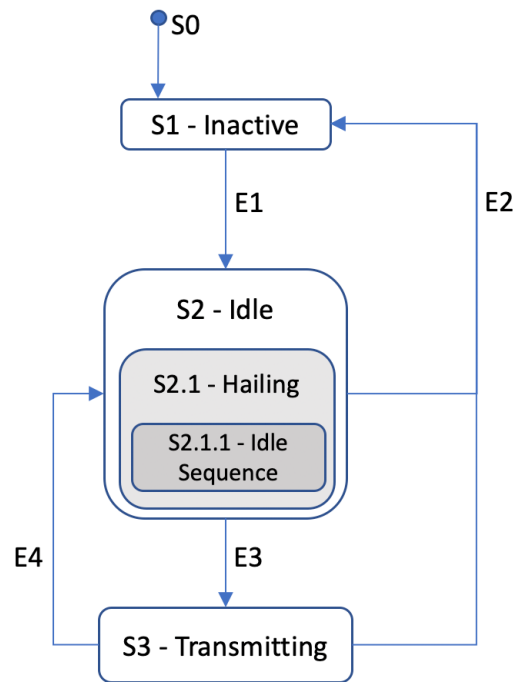 S0
S1 - Inactive
E1
E2
S2 - Idle
S2.1 - Hailing
S2.1.1 - Idle
Sequence
E4
E3
S3 - Transmitting